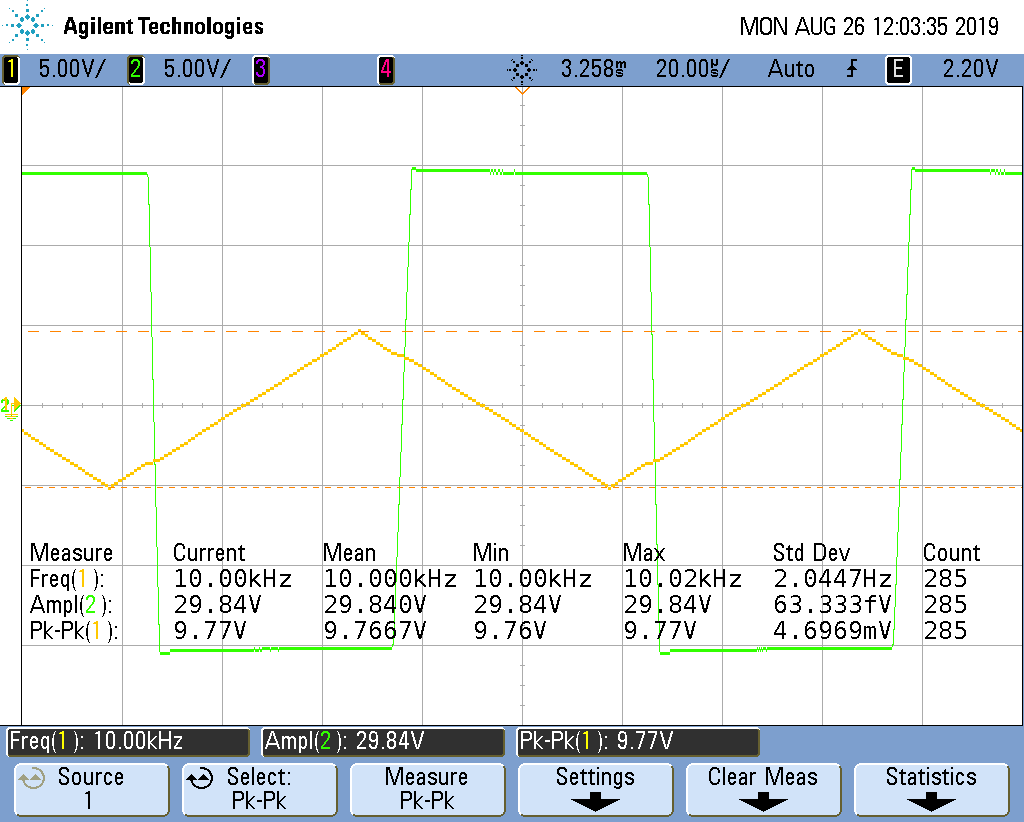 Agilent Technologies MON AUG 26 12:03:35 2019
1 5.00V/ 2 5.00V/ 3 4 3.258ms 20.00us/ Auto E 2.20V
2
Measure Current Mean Min Max Std Dev Count
Freq(1): 10.00kHz 10.000kHz 10.00kHz 10.02kHz 2.0447Hz 285
Ampl(2): 29.84V 29.840V 29.84V 29.84V 63.333fV 285
Pk-Pk(1): 9.77V 9.7667V 9.76V 9.77V 4.6969mV 285
Freq(1): 10.00kHz Ampl(2): 29.84V Pk-Pk(1): 9.77V
Source Select: Measure Settings Clear Meas Statistics
1 Pk-Pk Pk-Pk